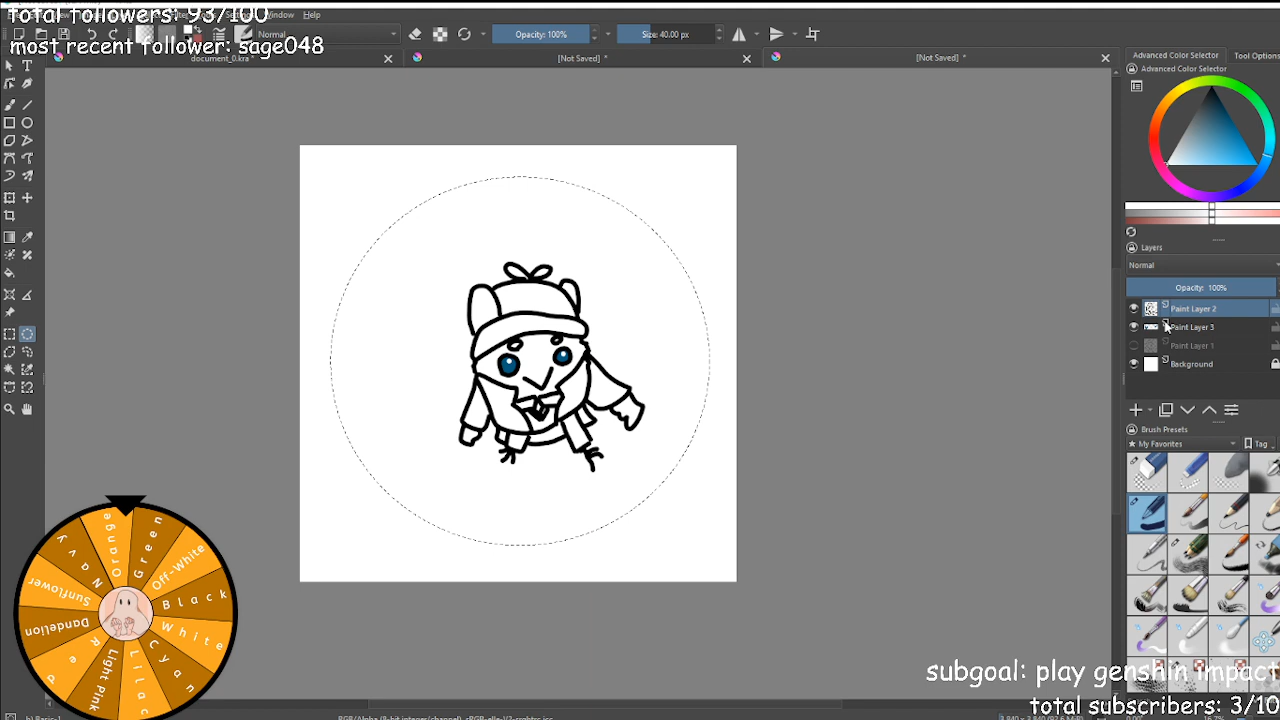 total followers: 93/100
Window Help
most recent follower: sage048
Normal
Opacity: 100%
Size: 40.00 px
document_0.kra
[Not Saved] *
[Not Saved] *
Advanced Color Selector
Tool Options
Advanced Color Selector
Layers
Normal
Opacity: 100%
Paint Layer 2
Paint Layer 3
Paint Layer 1
Background
Brush Presets
★ My Favorites
Tag
Orange
Green
Off-White
Black
White
Cyan
Lilac
Light Pink
Red
Dandelion
Sunflower
Navy
subgoal: play genshin impact
total subscribers: 3/10